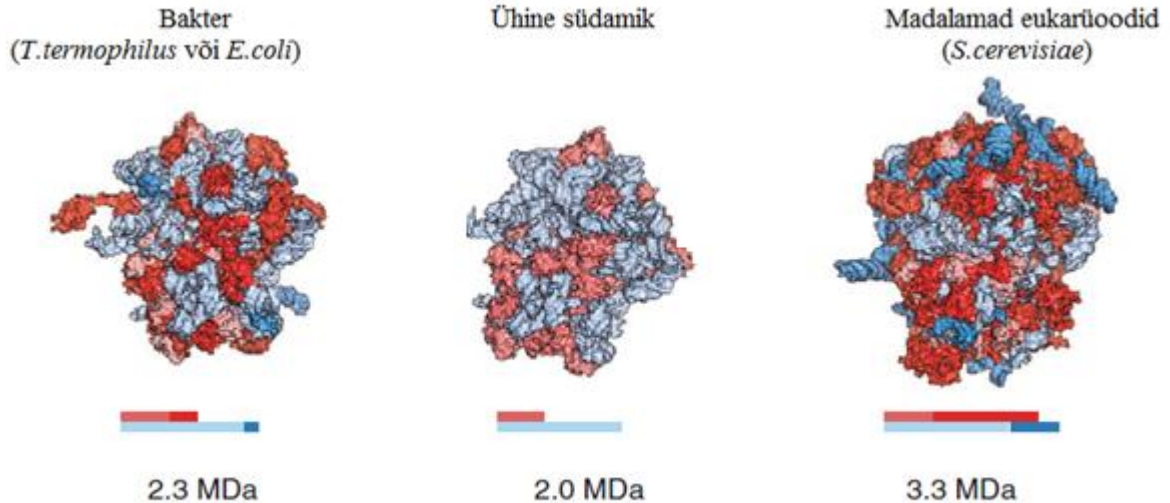 Bakter
(T.termophilus või E.coli)
Ühine südamik
Madalamad eukarüoodid
(S.cerevisiae)
2.3 MDa
2.0 MDa
3.3 MDa